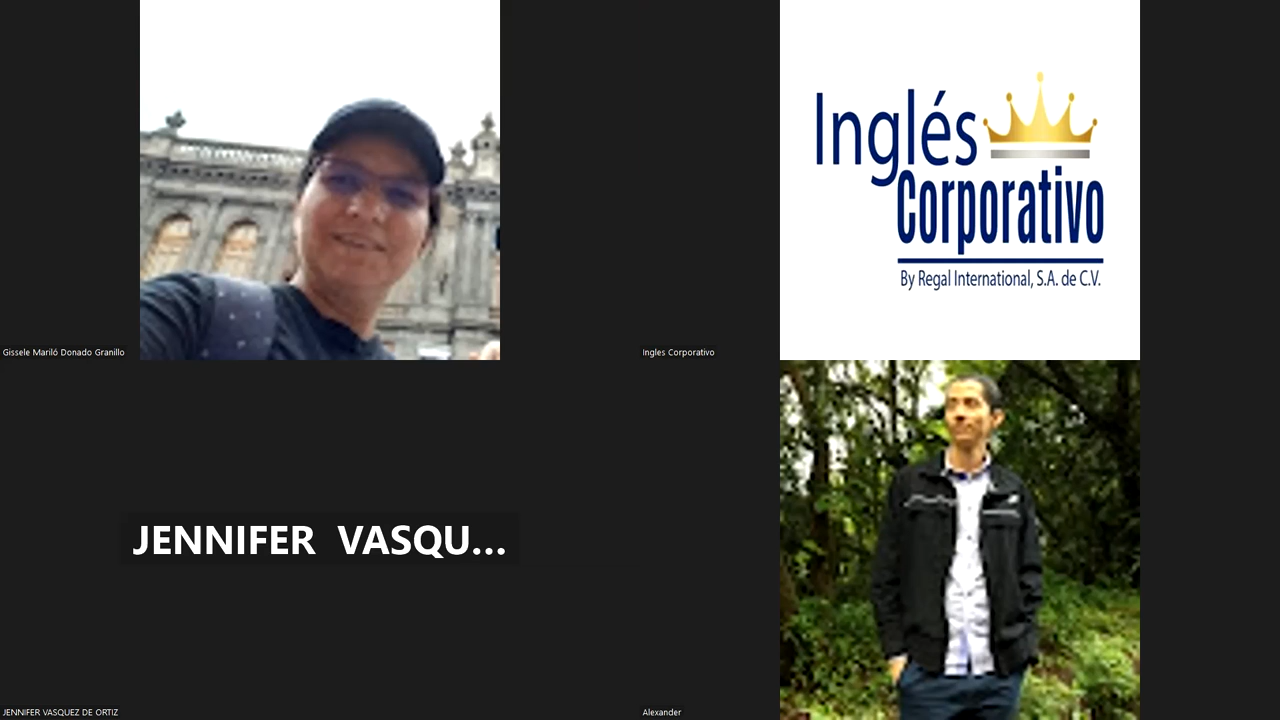 Inglés
Corporativo
By Regal International, S.A. de C.V.
Gissele Mariló Donado Granillo
Ingles Corporativo
JENNIFER VASQU...
JENNIFER VASQUEZ DE ORTIZ
Alexander